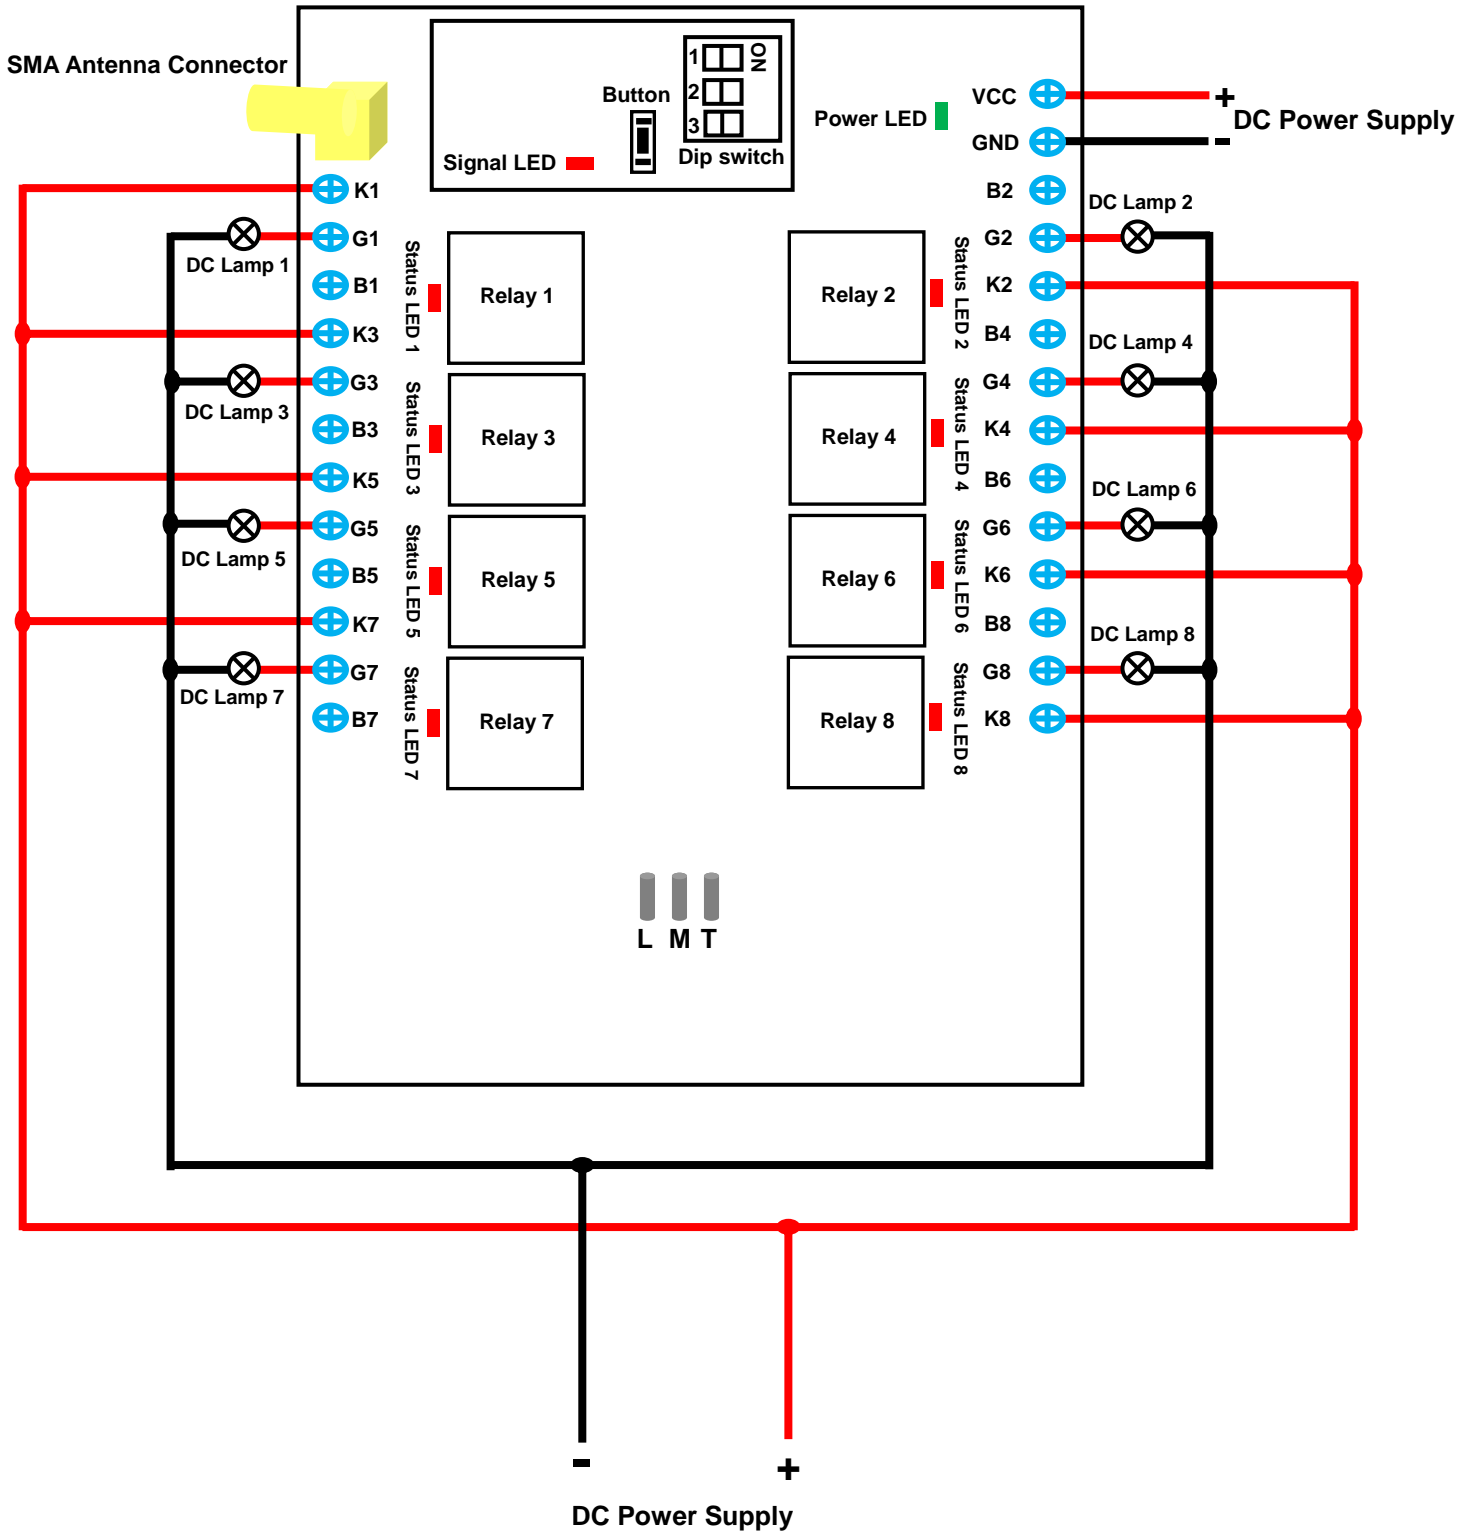 SMA Antenna Connector
1
2
3
ON
Button
Dip switch
Signal LED
Power LED
VCC
GND
+
-
DC Power Supply
K1
G1
B1
K3
G3
B3
K5
G5
B5
K7
G7
B7
DC Lamp 1
DC Lamp 3
DC Lamp 5
DC Lamp 7
Status LED 1
Status LED 3
Status LED 5
Status LED 7
Relay 1
Relay 3
Relay 5
Relay 7
Relay 2
Relay 4
Relay 6
Relay 8
Status LED 2
Status LED 4
Status LED 6
Status LED 8
B2
G2
K2
B4
G4
K4
B6
G6
K6
B8
G8
K8
DC Lamp 2
DC Lamp 4
DC Lamp 6
DC Lamp 8
L M T
- +
DC Power Supply